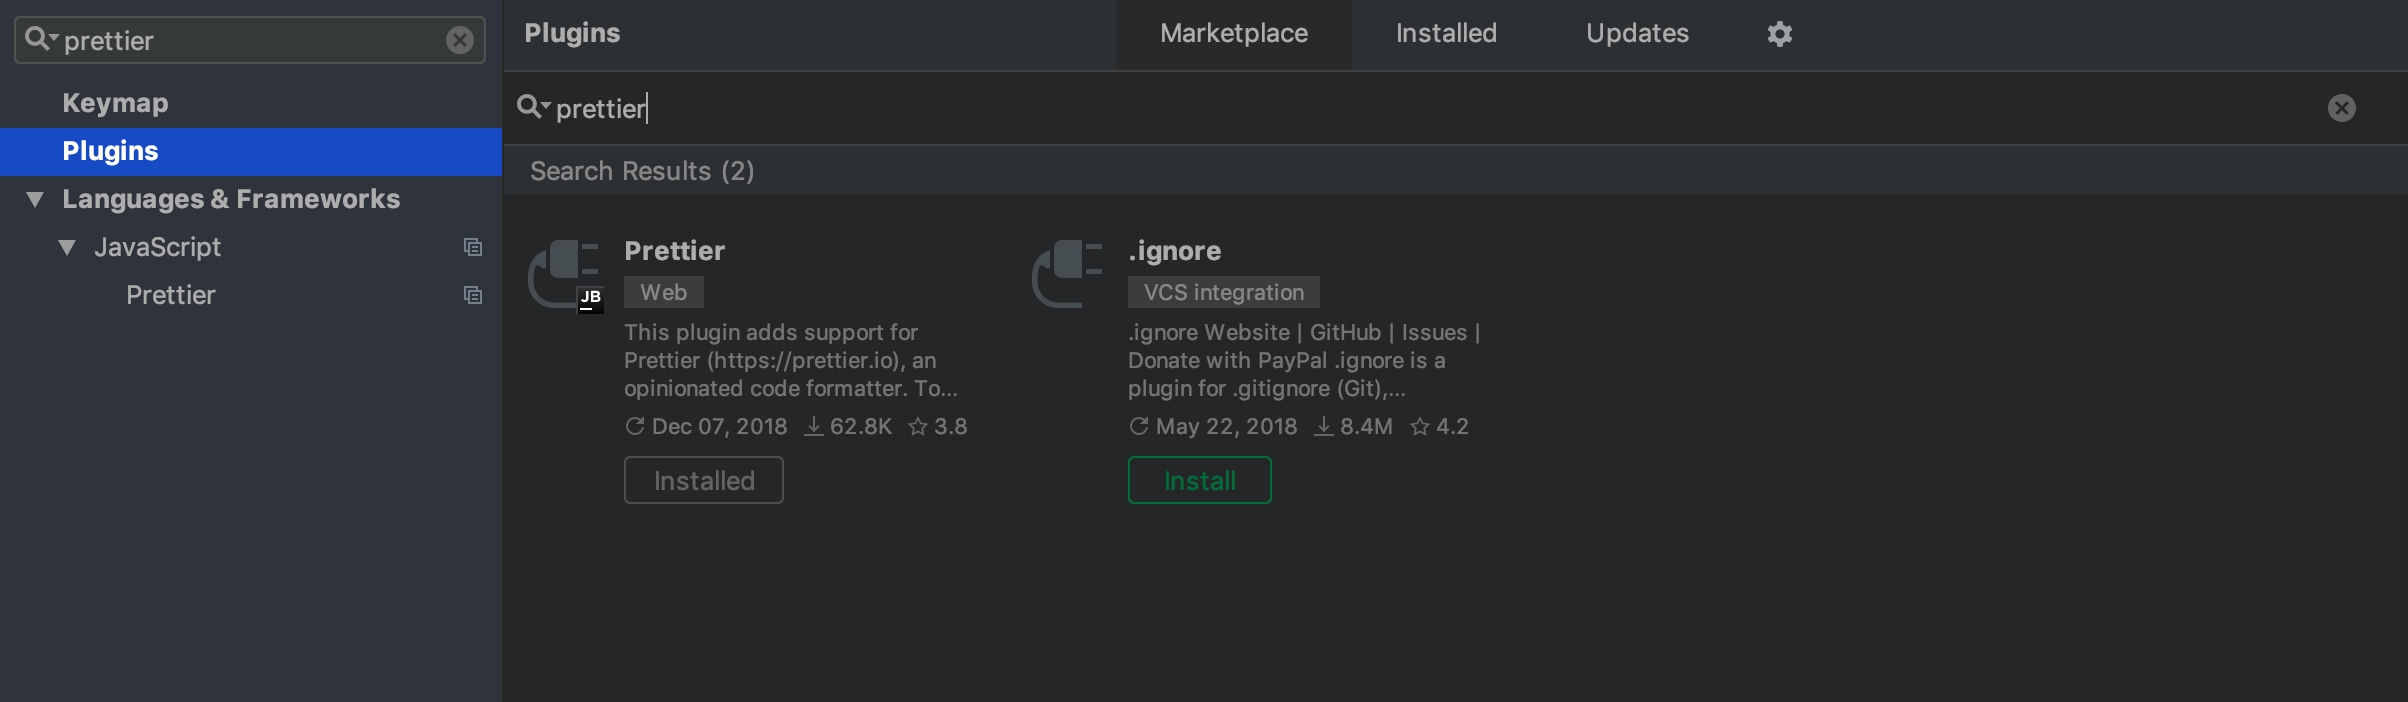 prettier
Keymap
Plugins
Languages & Frameworks
JavaScript
Prettier
Plugins
Marketplace
Installed
Updates
prettier
Search Results (2)
Prettier
JB
Web
This plugin adds support for
Prettier (https://prettier.io), an
opinionated code formatter. To...
Dec 07, 2018 62.8K 3.8
Installed
.ignore
VCS integration
.ignore Website | GitHub | Issues |
Donate with PayPal .ignore is a
plugin for .gitignore (Git),...
May 22, 2018 8.4M 4.2
Install